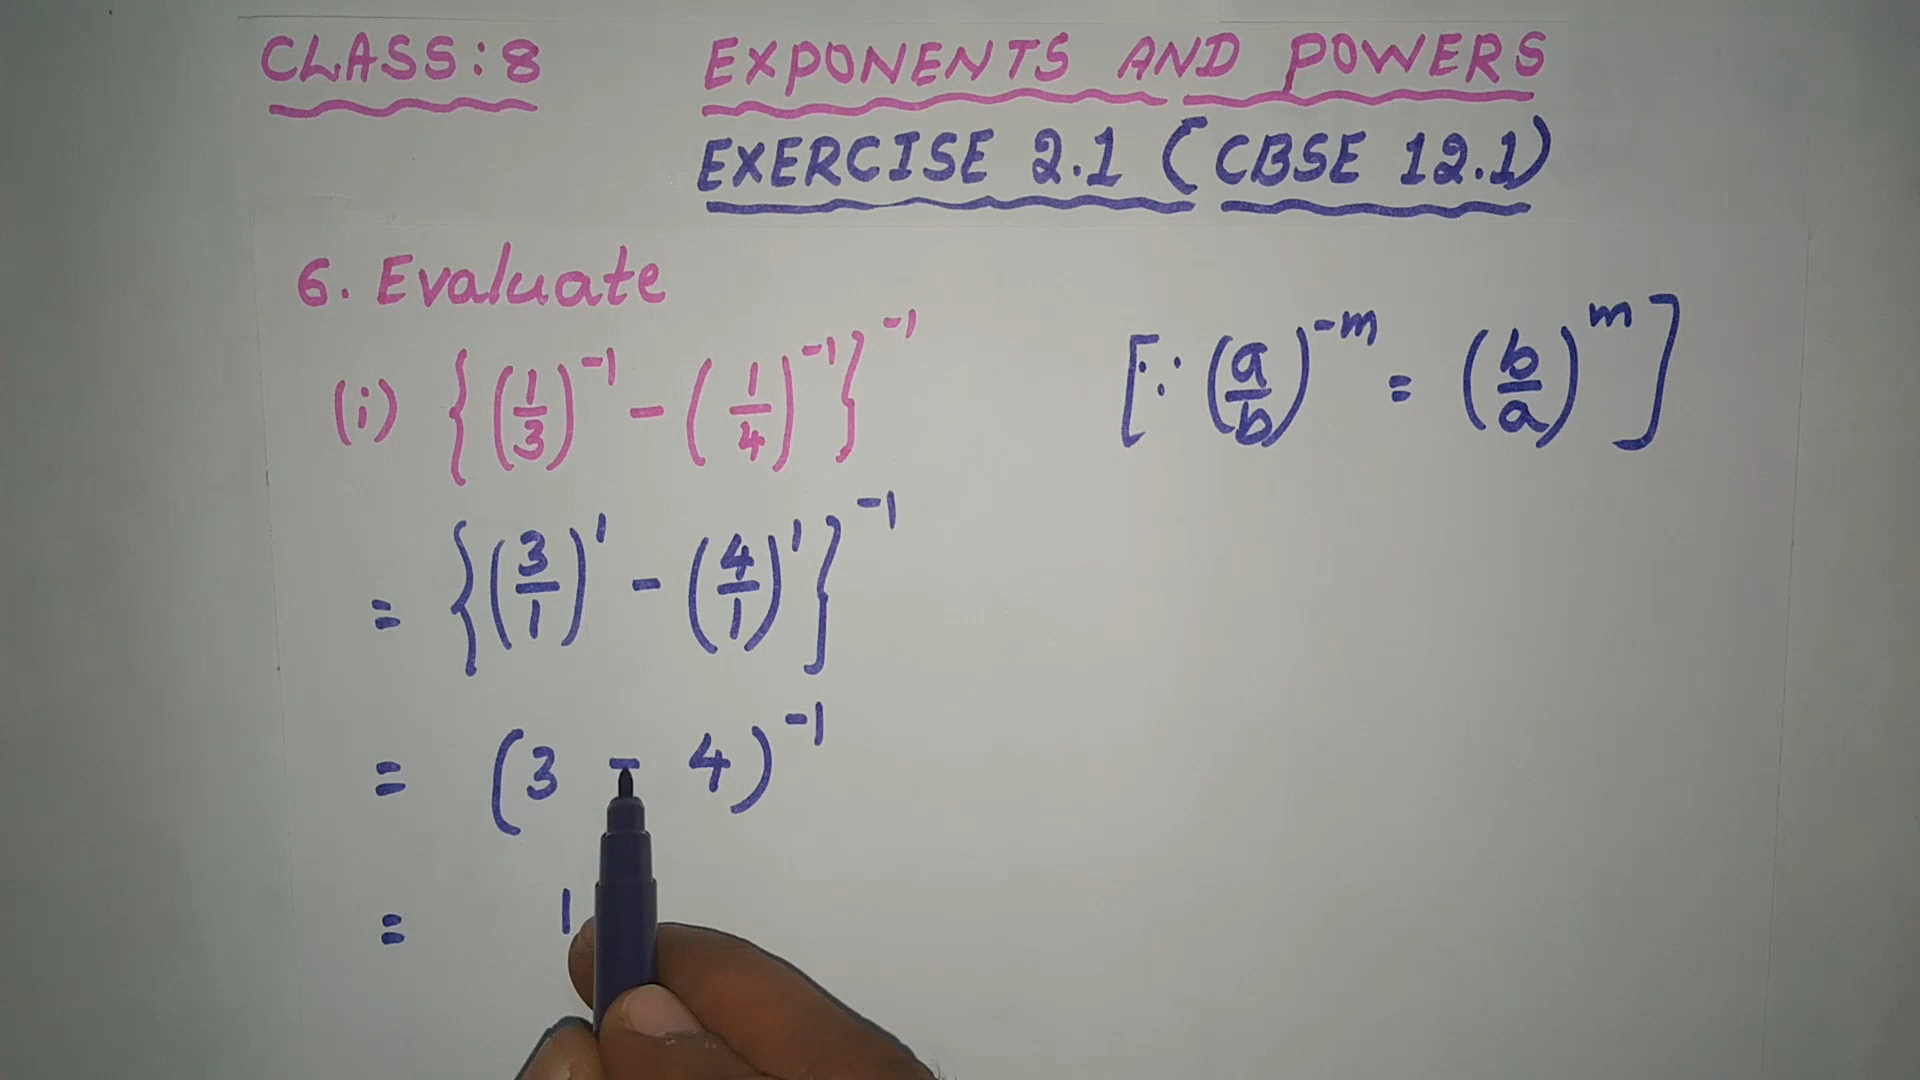 CLASS: 8 EXPONENTS AND POWERS
EXERCISE 2.1 (CBSE 12.1)
6. Evaluate
(i) {(1/3)⁻¹ - (1/4)⁻¹}⁻¹ [∵ (a/b)⁻ᵐ = (b/a)ᵐ]
= {(3/1)¹ - (4/1)¹}⁻¹
= (3 - 4)⁻¹
= 1